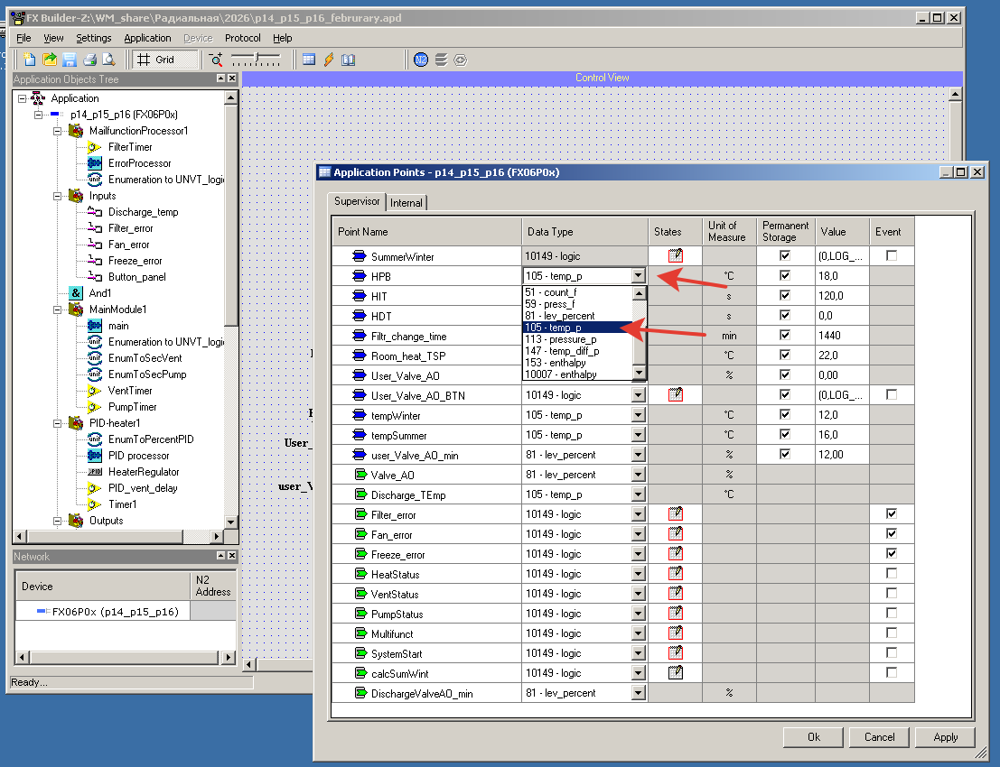 FX Builder-Z:\WM_share\Радиальная\2026\p14_p15_p16_februrary.apd
File View Settings Application Device Protocol Help
Grid N2
Application Objects Tree
Control View
Application
p14_p15_p16 (FX06P0x)
MailfunctionProcessor1
FilterTimer
ErrorProcessor
Enumeration to UNVT_logi
Inputs
Discharge_temp
Filter_error
Fan_error
Freeze_error
Button_panel
& And1
MainModule1
main
Enumeration to UNVT_logi
EnumToSecVent
EnumToSecPump
VentTimer
PumpTimer
PID-heater1
EnumToPercentPID
PID processor
HeaterRegulator
PID_vent_delay
Timer1
Outputs
Network
Device N2 Address
FX06P0x (p14_p15_p16)
Ready...
User_
user_V
Application Points - p14_p15_p16 (FX06P0x)
Supervisor Internal
Point Name Data Type States Unit of Measure Permanent Storage Value Event
SummerWinter 10149 - logic (0,LOG_...
HPB 105 - temp_p °C 18,0
HIT s 120,0
HDT s 0,0
Filtr_change_time min 1440
Room_heat_TSP °C 22,0
User_Valve_AO % 0,00
51 - count_f
59 - press_f
81 - lev_percent
105 - temp_p
113 - pressure_p
147 - temp_diff_p
153 - enthalpy
10007 - enthalpy
User_Valve_AO_BTN 10149 - logic (0,LOG_...
tempWinter 105 - temp_p °C 12,0
tempSummer 105 - temp_p °C 16,0
user_Valve_AO_min 81 - lev_percent % 12,00
Valve_AO 81 - lev_percent %
Discharge_TEmp 105 - temp_p °C
Filter_error 10149 - logic
Fan_error 10149 - logic
Freeze_error 10149 - logic
HeatStatus 10149 - logic
VentStatus 10149 - logic
PumpStatus 10149 - logic
Multifunct 10149 - logic
SystemStart 10149 - logic
calcSumWint 10149 - logic
DischargeValveAO_min 81 - lev_percent %
Ok Cancel Apply